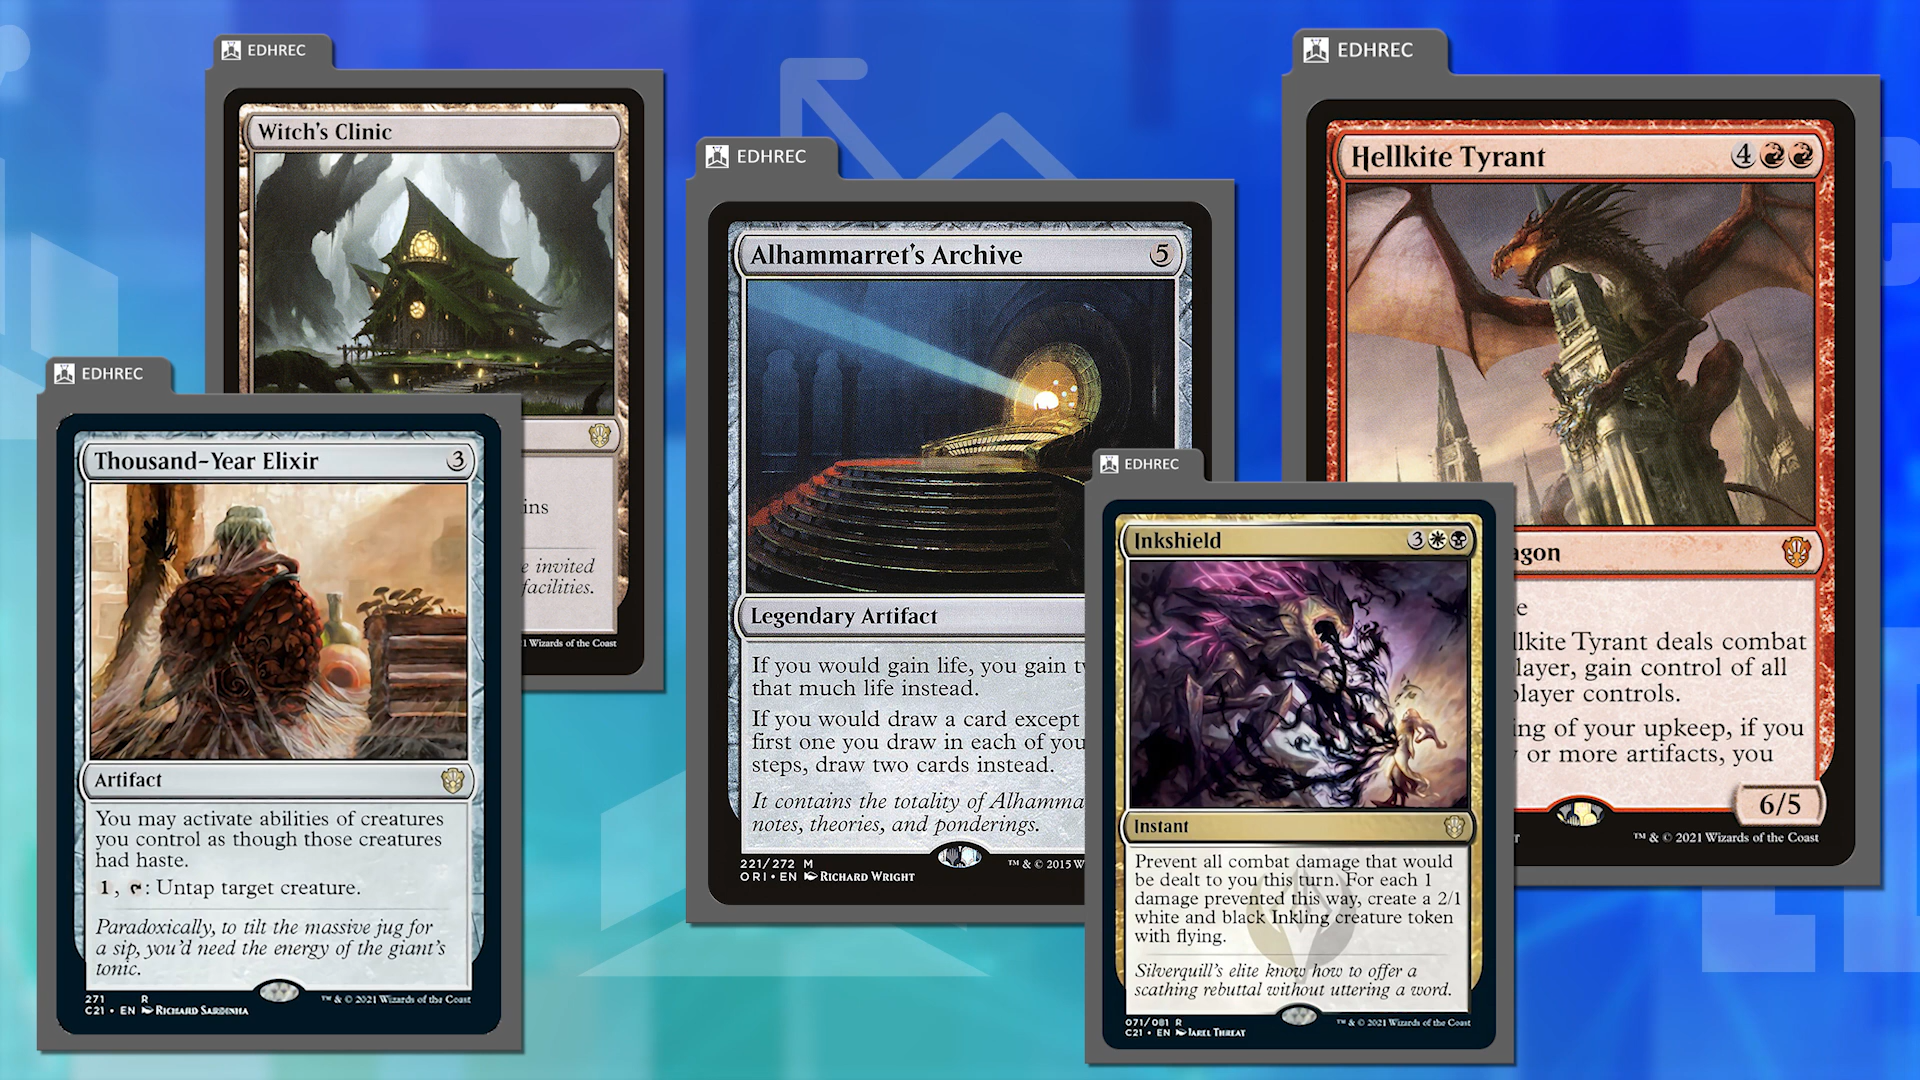 EDHREC
Witch's Clinic
ins
e invited
facilities.
1 Wizards of the Coast
EDHREC
Thousand-Year Elixir 3
Artifact
You may activate abilities of creatures
you control as though those creatures
had haste.
1, : Untap target creature.
Paradoxically, to tilt the massive jug for
a sip, you'd need the energy of the giant's
tonic.
271 R
C21 • EN Richard Sardinha
™ & © 2021 Wizards of the Coast
EDHREC
Alhammarret's Archive 5
Legendary Artifact
If you would gain life, you gain t
that much life instead.
If you would draw a card except
first one you draw in each of you
steps, draw two cards instead.
It contains the totality of Alhamma
notes, theories, and ponderings.
221/272 M
ORI • EN Richard Wright
™ & © 2015 W
EDHREC
Inkshield 3
Instant
Prevent all combat damage that would
be dealt to you this turn. For each 1
damage prevented this way, create a 2/1
white and black Inkling creature token
with flying.
Silverquill's elite know how to offer a
scathing rebuttal without uttering a word.
071/081 R
C21 • EN Jarel Threat
™ & © 2021 Wizards of the Coast
EDHREC
Hellkite Tyrant 4
agon
e
llkite Tyrant deals combat
layer, gain control of all
player controls.
ing of your upkeep, if you
y or more artifacts, you
6/5
™ & © 2021 Wizards of the Coast